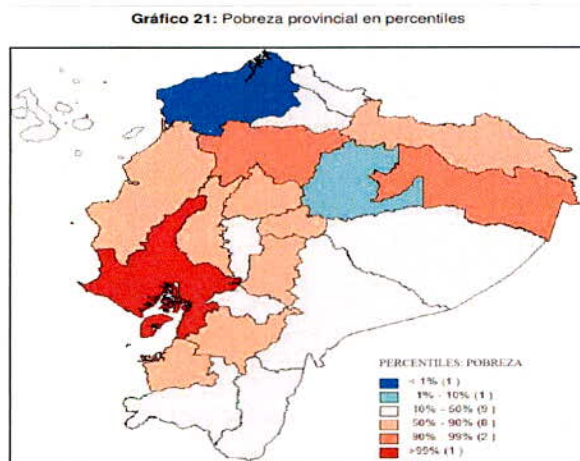 Gráfico 21: Pobreza provincial en percentiles
PERCENTILES: POBREZA
< 1% (1)
1% - 10% (1)
10% - 50% (9)
50% - 90% (8)
90% - 99% (2)
>99% (1)